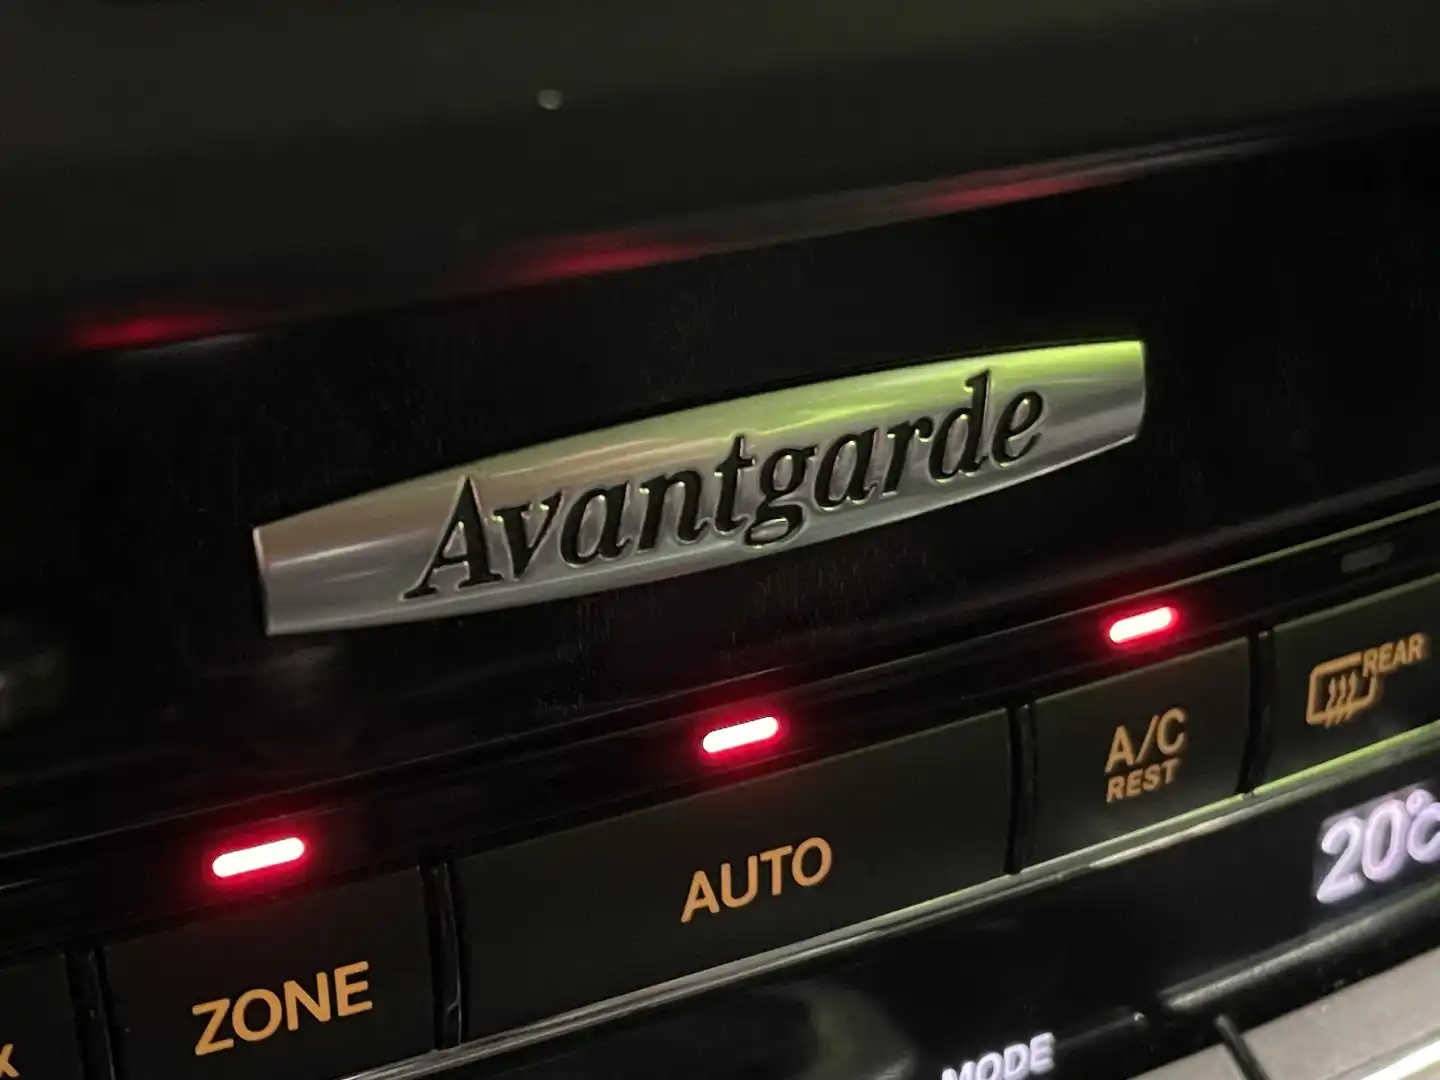 Avantgarde
ZONE
AUTO
A/C
REST
REAR
20°C
MODE